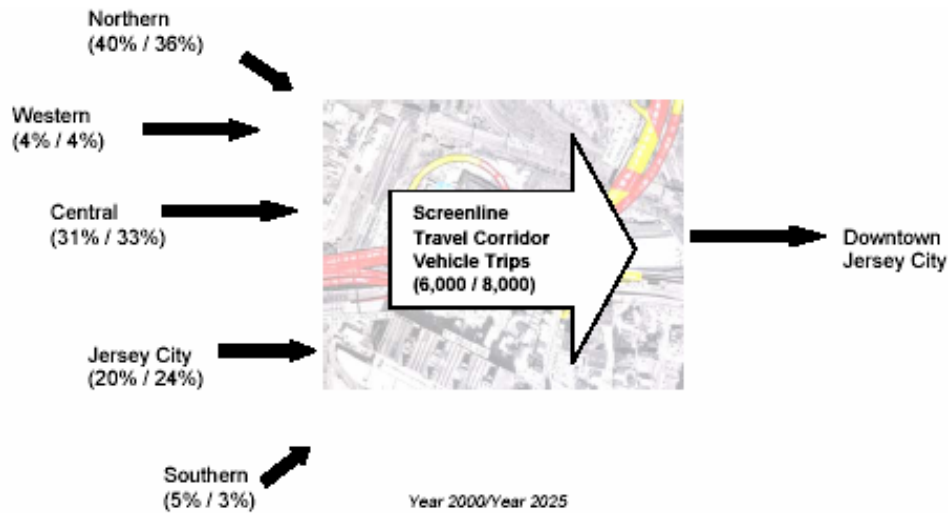 Northern
(40% / 36%)
Western
(4% / 4%)
Central
(31% / 33%)
Jersey City
(20% / 24%)
Southern
(5% / 3%)
Screenline
Travel Corridor
Vehicle Trips
(6,000 / 8,000)
Downtown
Jersey City
Year 2000/Year 2025